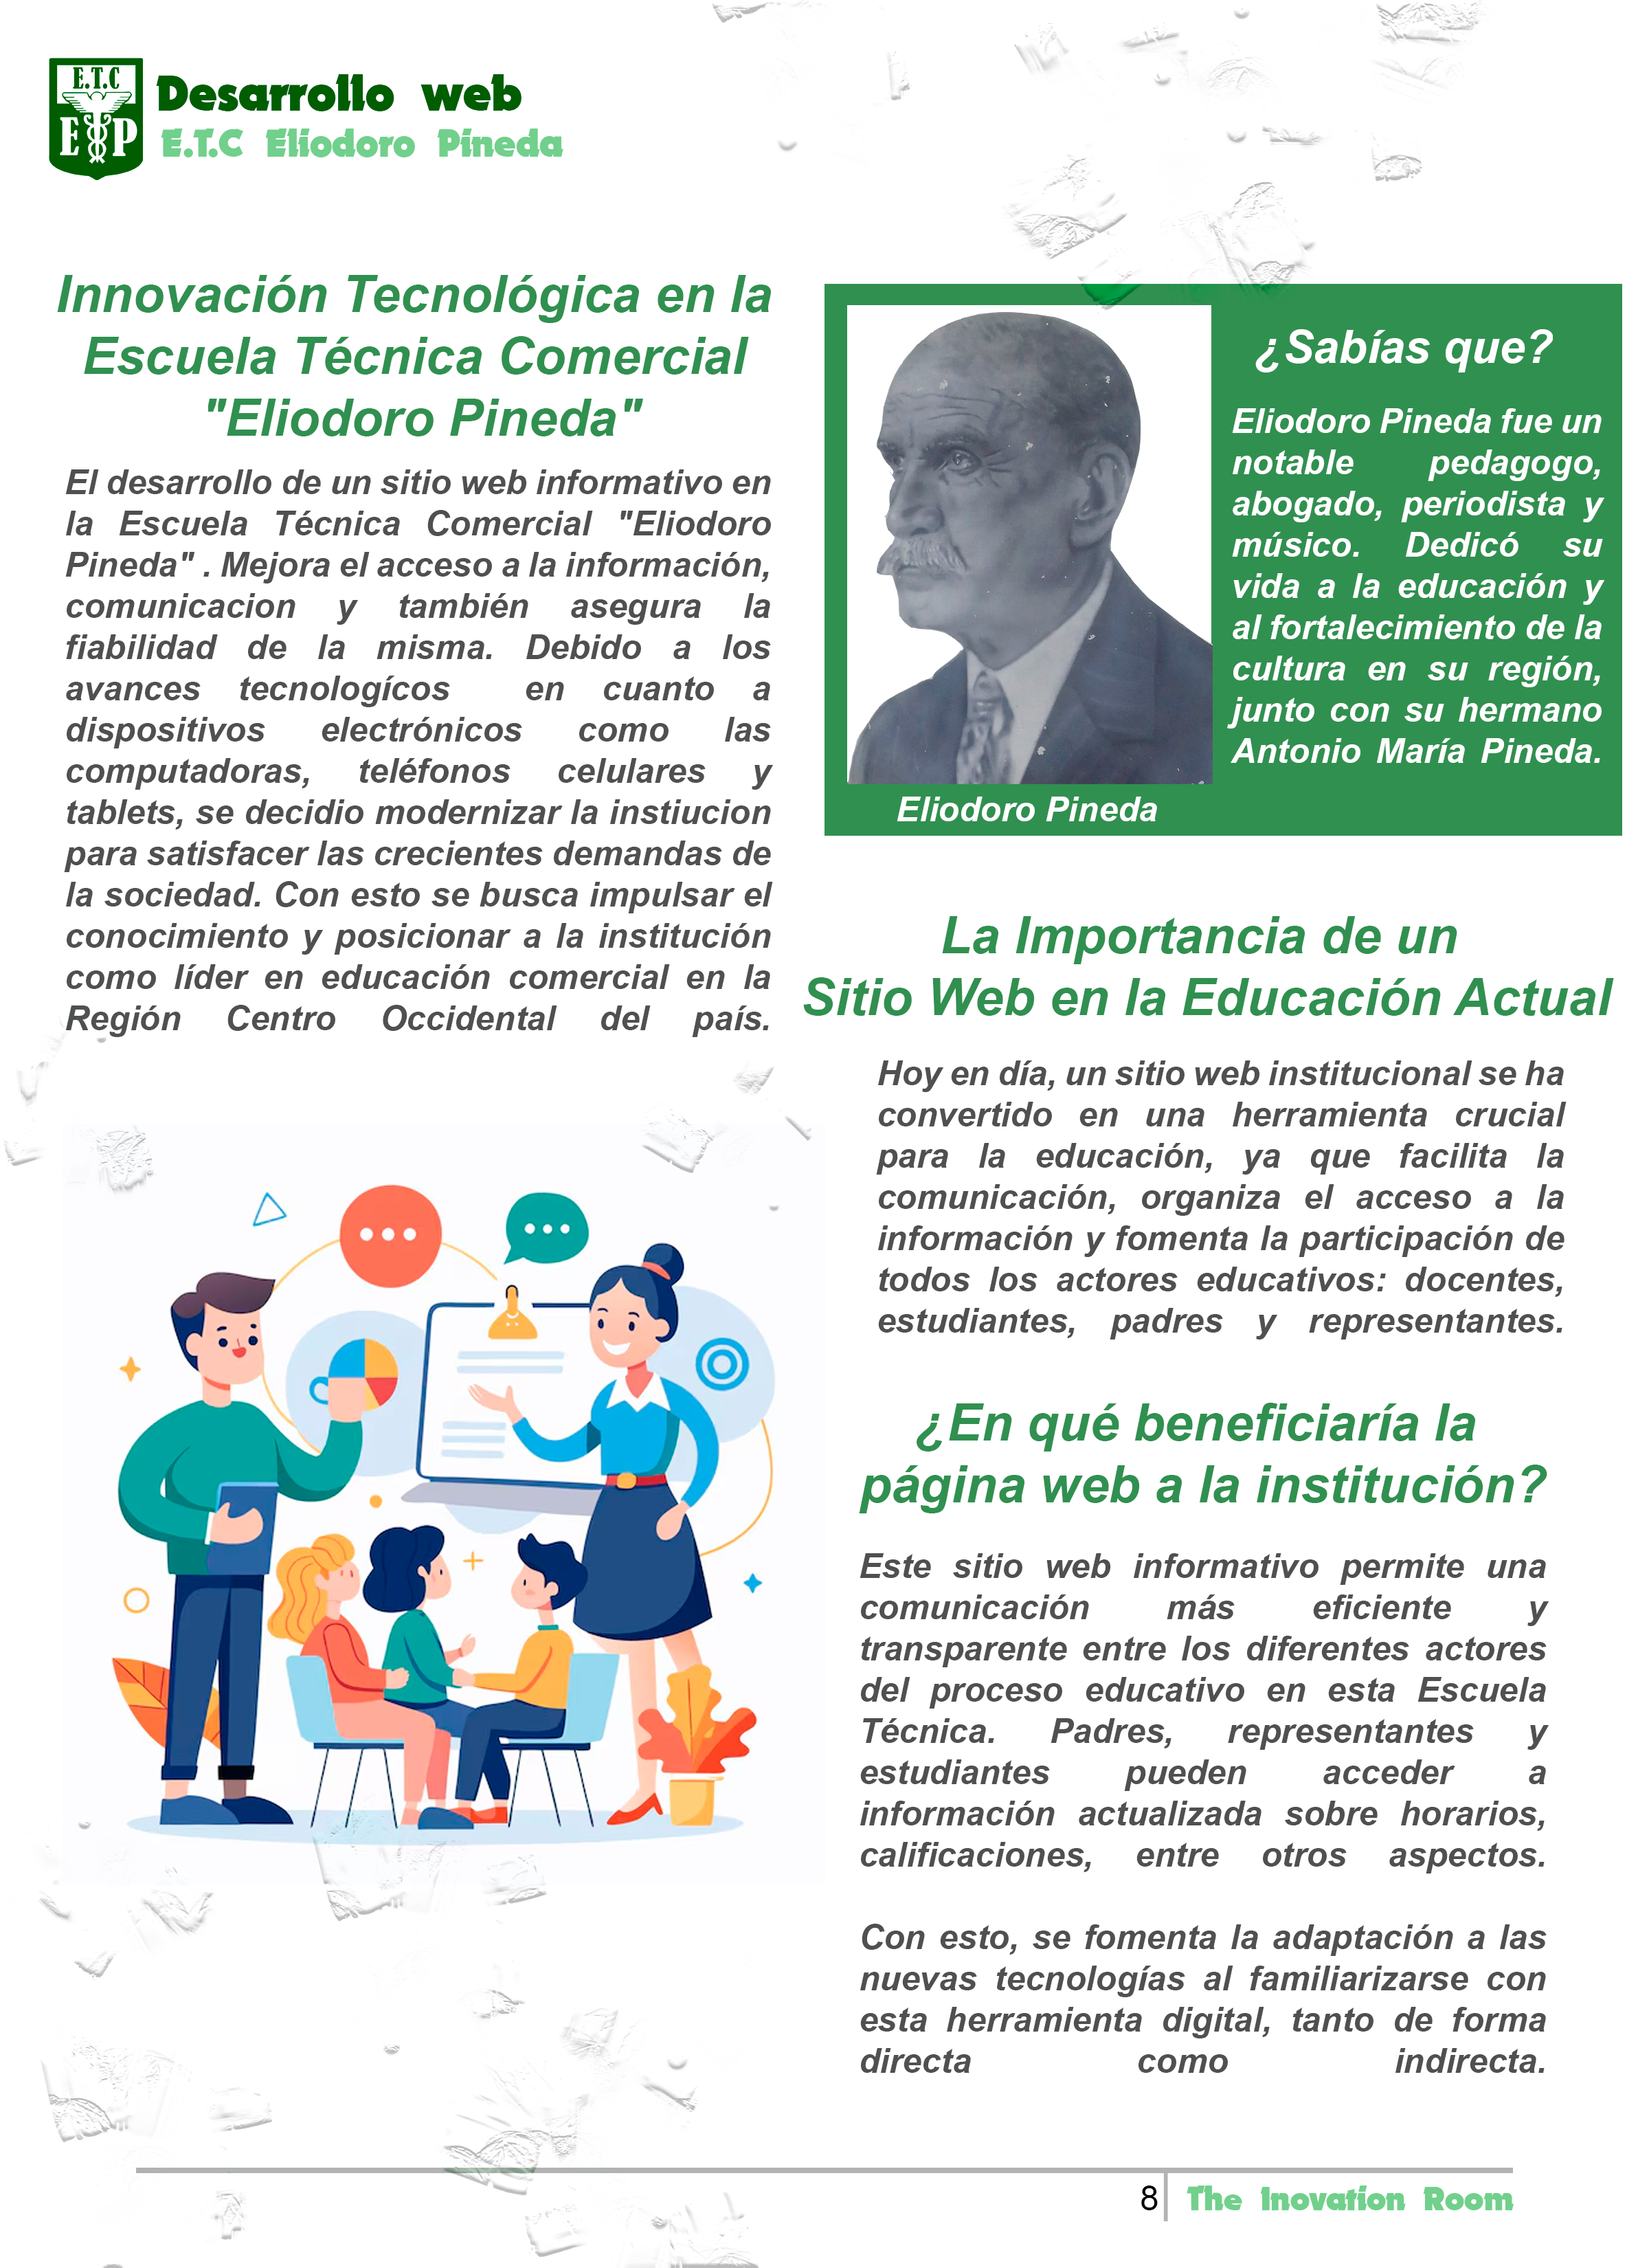 E.T.C
E P
Desarrollo web
E.T.C Eliodoro Pineda
Innovación Tecnológica en la
Escuela Técnica Comercial
"Eliodoro Pineda"
El desarrollo de un sitio web informativo en
la Escuela Técnica Comercial "Eliodoro
Pineda" . Mejora el acceso a la información,
comunicacion y también asegura la
fiabilidad de la misma. Debido a los
avances tecnologícos en cuanto a
dispositivos electrónicos como las
computadoras, teléfonos celulares y
tablets, se decidio modernizar la instiucion
para satisfacer las crecientes demandas de
la sociedad. Con esto se busca impulsar el
conocimiento y posicionar a la institución
como líder en educación comercial en la
Región Centro Occidental del país.
¿Sabías que?
Eliodoro Pineda fue un
notable pedagogo,
abogado, periodista y
músico. Dedicó su
vida a la educación y
al fortalecimiento de la
cultura en su región,
junto con su hermano
Antonio María Pineda.
Eliodoro Pineda
La Importancia de un
Sitio Web en la Educación Actual
Hoy en día, un sitio web institucional se ha
convertido en una herramienta crucial
para la educación, ya que facilita la
comunicación, organiza el acceso a la
información y fomenta la participación de
todos los actores educativos: docentes,
estudiantes, padres y representantes.
¿En qué beneficiaría la
página web a la institución?
Este sitio web informativo permite una
comunicación más eficiente y
transparente entre los diferentes actores
del proceso educativo en esta Escuela
Técnica. Padres, representantes y
estudiantes pueden acceder a
información actualizada sobre horarios,
calificaciones, entre otros aspectos.
Con esto, se fomenta la adaptación a las
nuevas tecnologías al familiarizarse con
esta herramienta digital, tanto de forma
directa como indirecta.
8
The Inovation Room